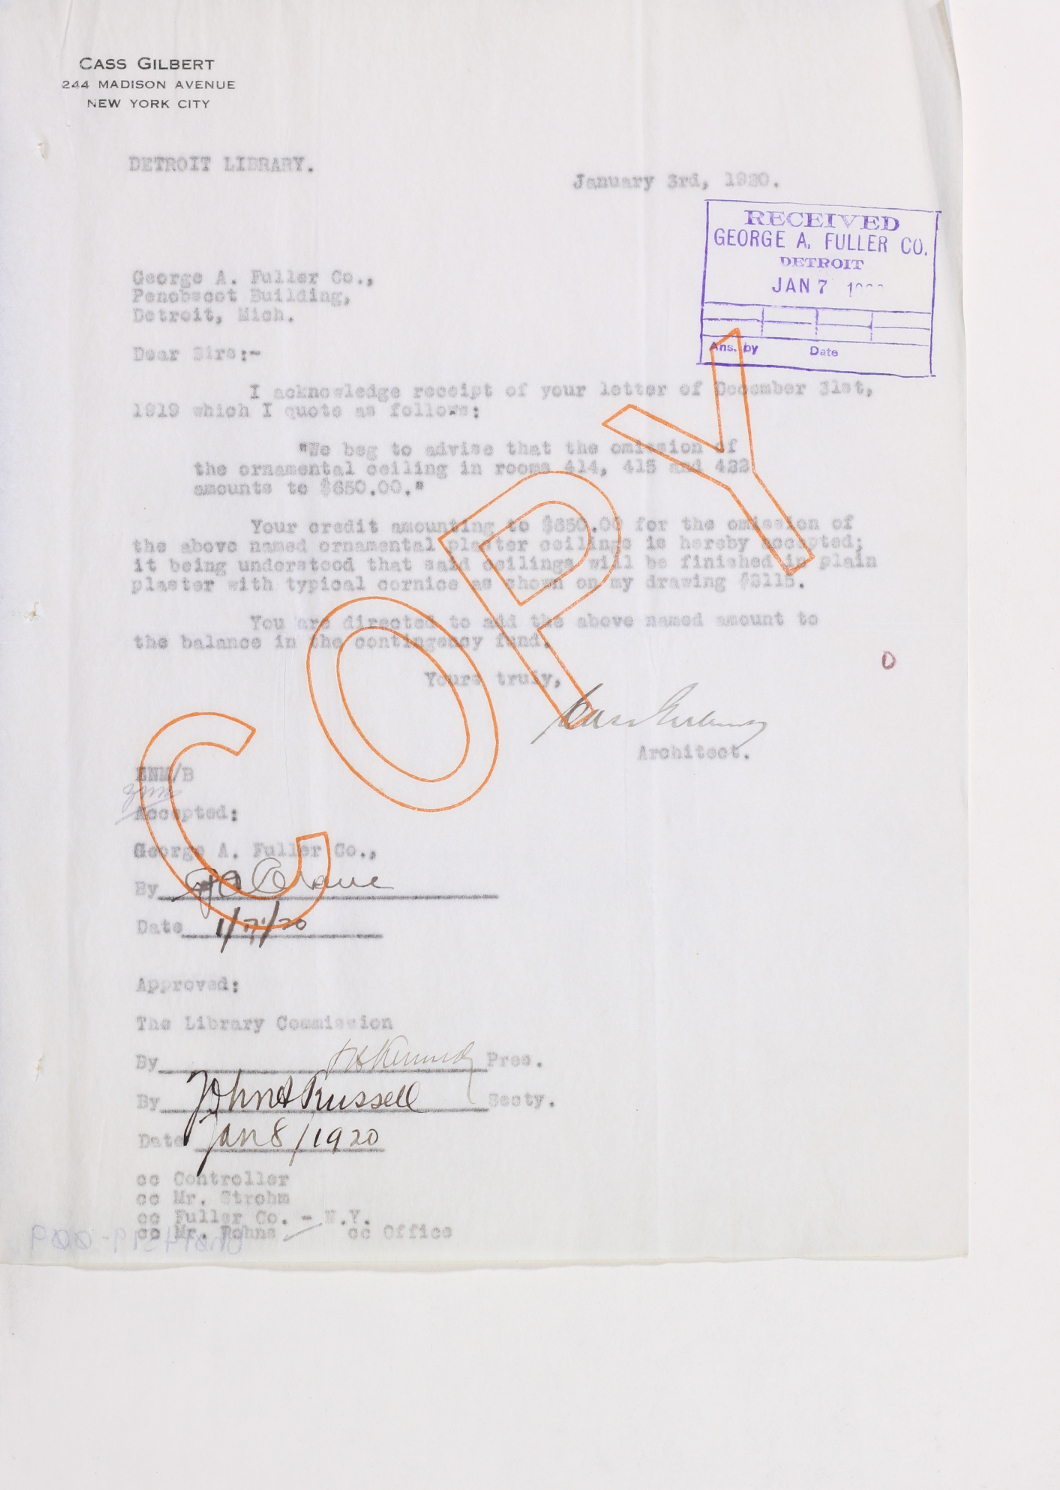 CASS GILBERT
244 MADISON AVENUE
NEW YORK CITY
DETROIT LIBRARY.
January 3rd, 1920.
RECEIVED
GEORGE A. FULLER CO.
DETROIT
JAN 7
Ans. by Date
George A. Fuller Co.,
Penobscot Building,
Detroit, Mich.
Dear Sirs:-
I acknowledge receipt of your letter of December 31st,
1919 which I quote as follows:
"We beg to advise that the omission of
the ornamental ceiling in rooms 414, 415 and 422
amounts to $650.00."
Your credit amounting to $650.00 for the omission of
the above named ornamental plaster ceilings is hereby accepted;
it being understood that said ceilings will be finished in plain
plaster with typical cornice as shown on my drawing #3115.
You are directed to add the above named amount to
the balance in the contingency fund.
Yours truly,
Cass Gilbert
Architect.
COPY
ENM/B
Accepted:
George A. Fuller Co.,
By
Date
Approved:
The Library Commission
By Pres.
By John A Russell Secty.
Date Jan 8/1920
cc Controller
cc Mr. Strohm
cc Fuller Co. - N.Y.
cc Mr. Rohns cc Office